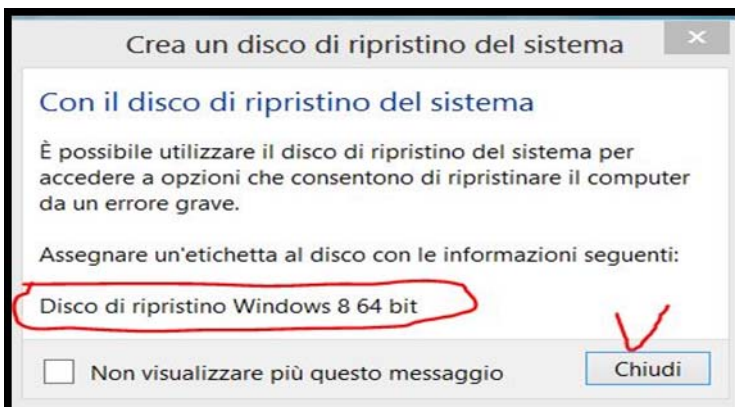 Crea un disco di ripristino del sistema
Con il disco di ripristino del sistema
È possibile utilizzare il disco di ripristino del sistema per
accedere a opzioni che consentono di ripristinare il computer
da un errore grave.
Assegnare un'etichetta al disco con le informazioni seguenti:
Disco di ripristino Windows 8 64 bit
Non visualizzare più questo messaggio
Chiudi